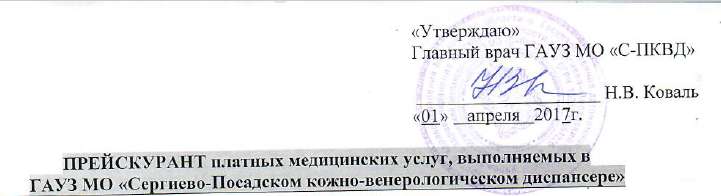 «Утверждаю»
Главный врач ГАУЗ МО «С-ПКВД»
Н.В. Коваль
«01» апреля 2017г.
ПРЕЙСКУРАНТ платных медицинских услуг, выполняемых в
ГАУЗ МО «Сергиево-Посадском кожно-венерологическом диспансере»